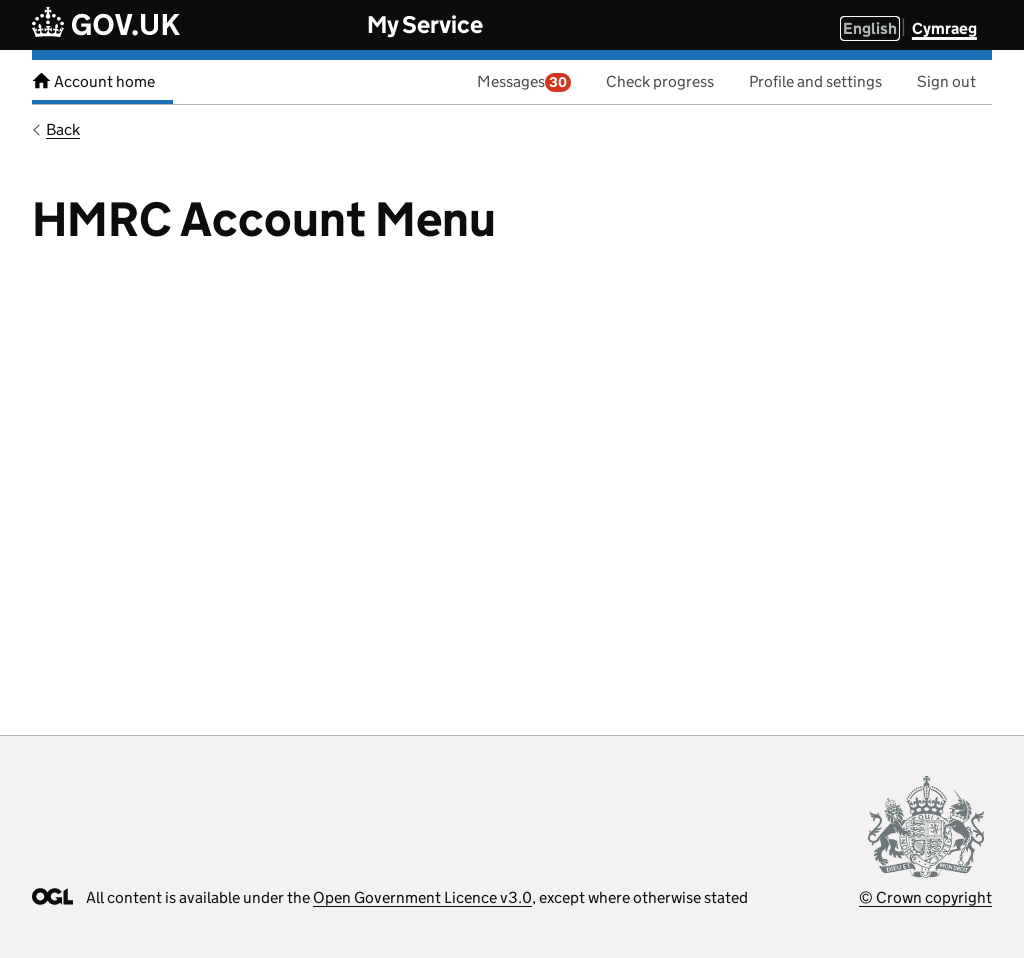 GOV.UK My Service English Cymraeg
Account home Messages 30 Check progress Profile and settings Sign out
Back
HMRC Account Menu
OGL All content is available under the Open Government Licence v3.0, except where otherwise stated
© Crown copyright